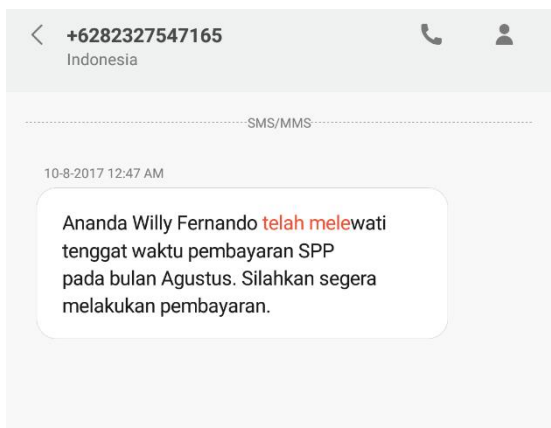 +6282327547165
Indonesia
SMS/MMS
10-8-2017 12:47 AM
Ananda Willy Fernando telah melewati
tenggat waktu pembayaran SPP
pada bulan Agustus. Silahkan segera
melakukan pembayaran.